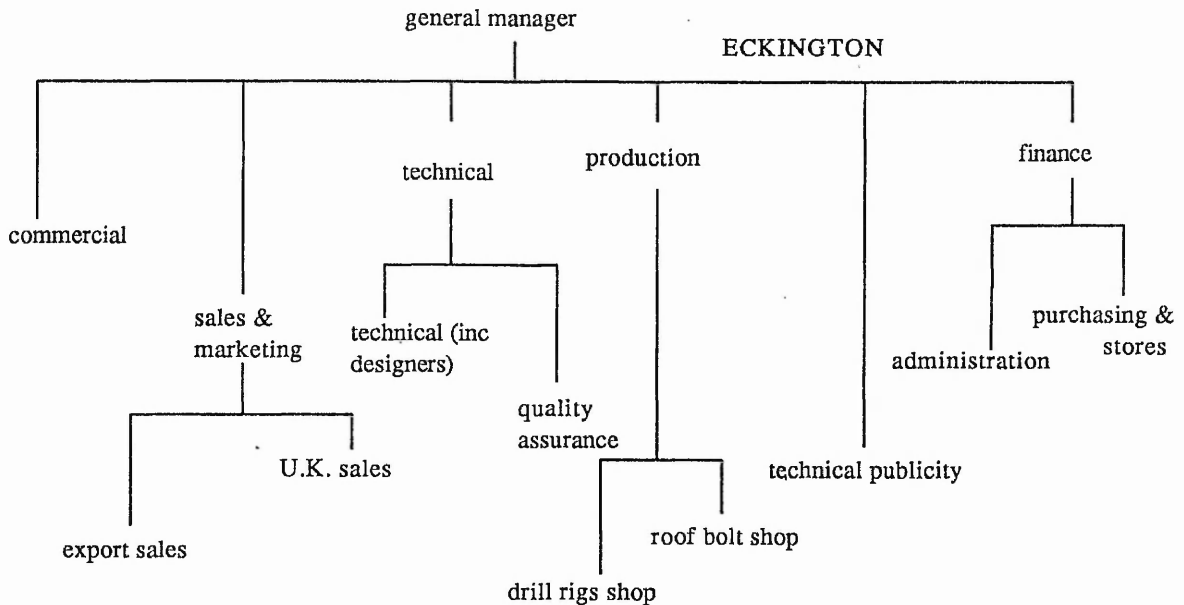 general manager
ECKINGTON
production
finance
technical
commercial
sales &
marketing
technical (inc
designers)
purchasing &
stores
administration
quality
assurance
U.K. sales
technical publicity
roof bolt shop
export sales
drill rigs shop